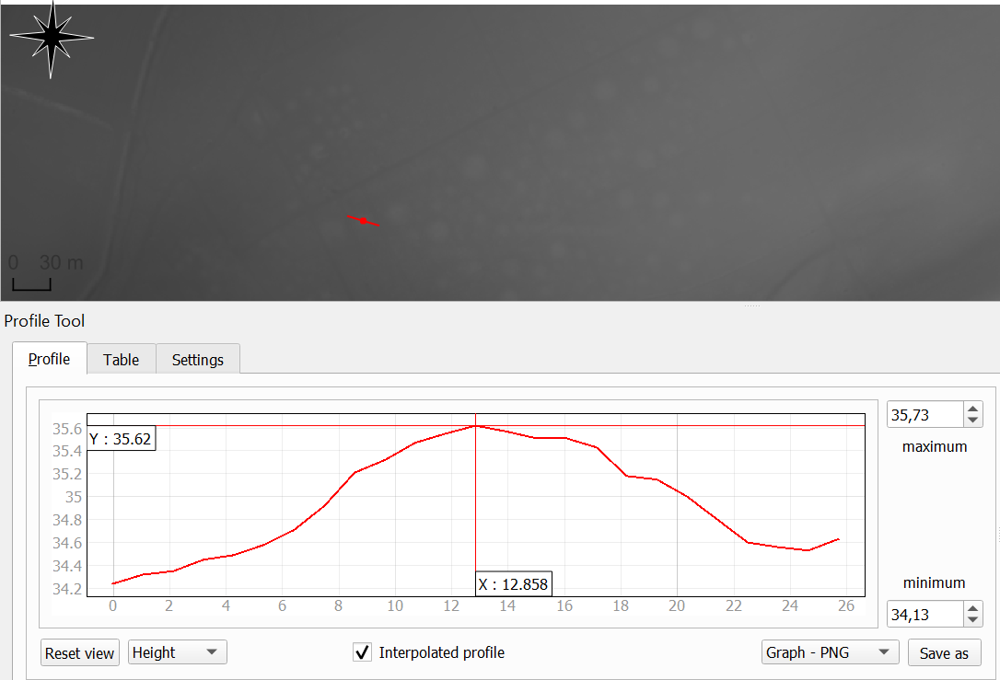 0 30 m
Profile Tool
Profile Table Settings
35.6
35.4
35.2
35
34.8
34.6
34.4
34.2
Y : 35.62
X : 12.858
0 2 4 6 8 10 12 14 16 18 20 22 24 26
35,73
maximum
minimum
34,13
Reset view Height Interpolated profile Graph - PNG Save as